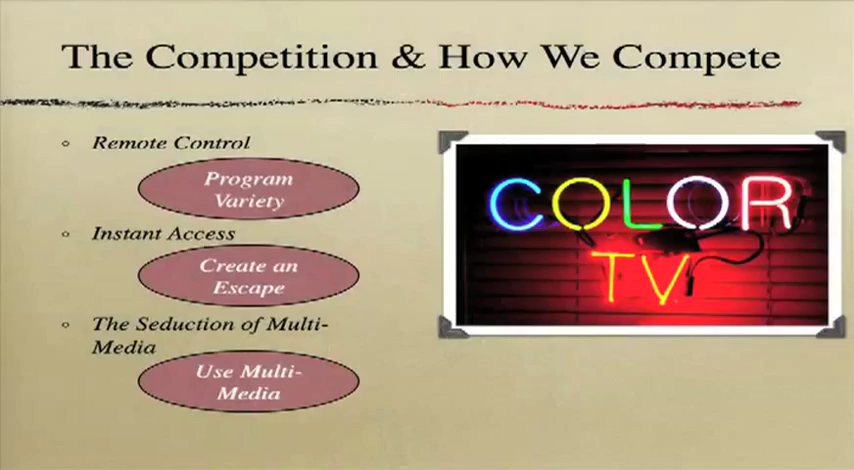 The Competition & How We Compete
Remote Control
Program
Variety
Instant Access
Create an
Escape
The Seduction of Multi-
Media
Use Multi-
Media
COLOR
TV